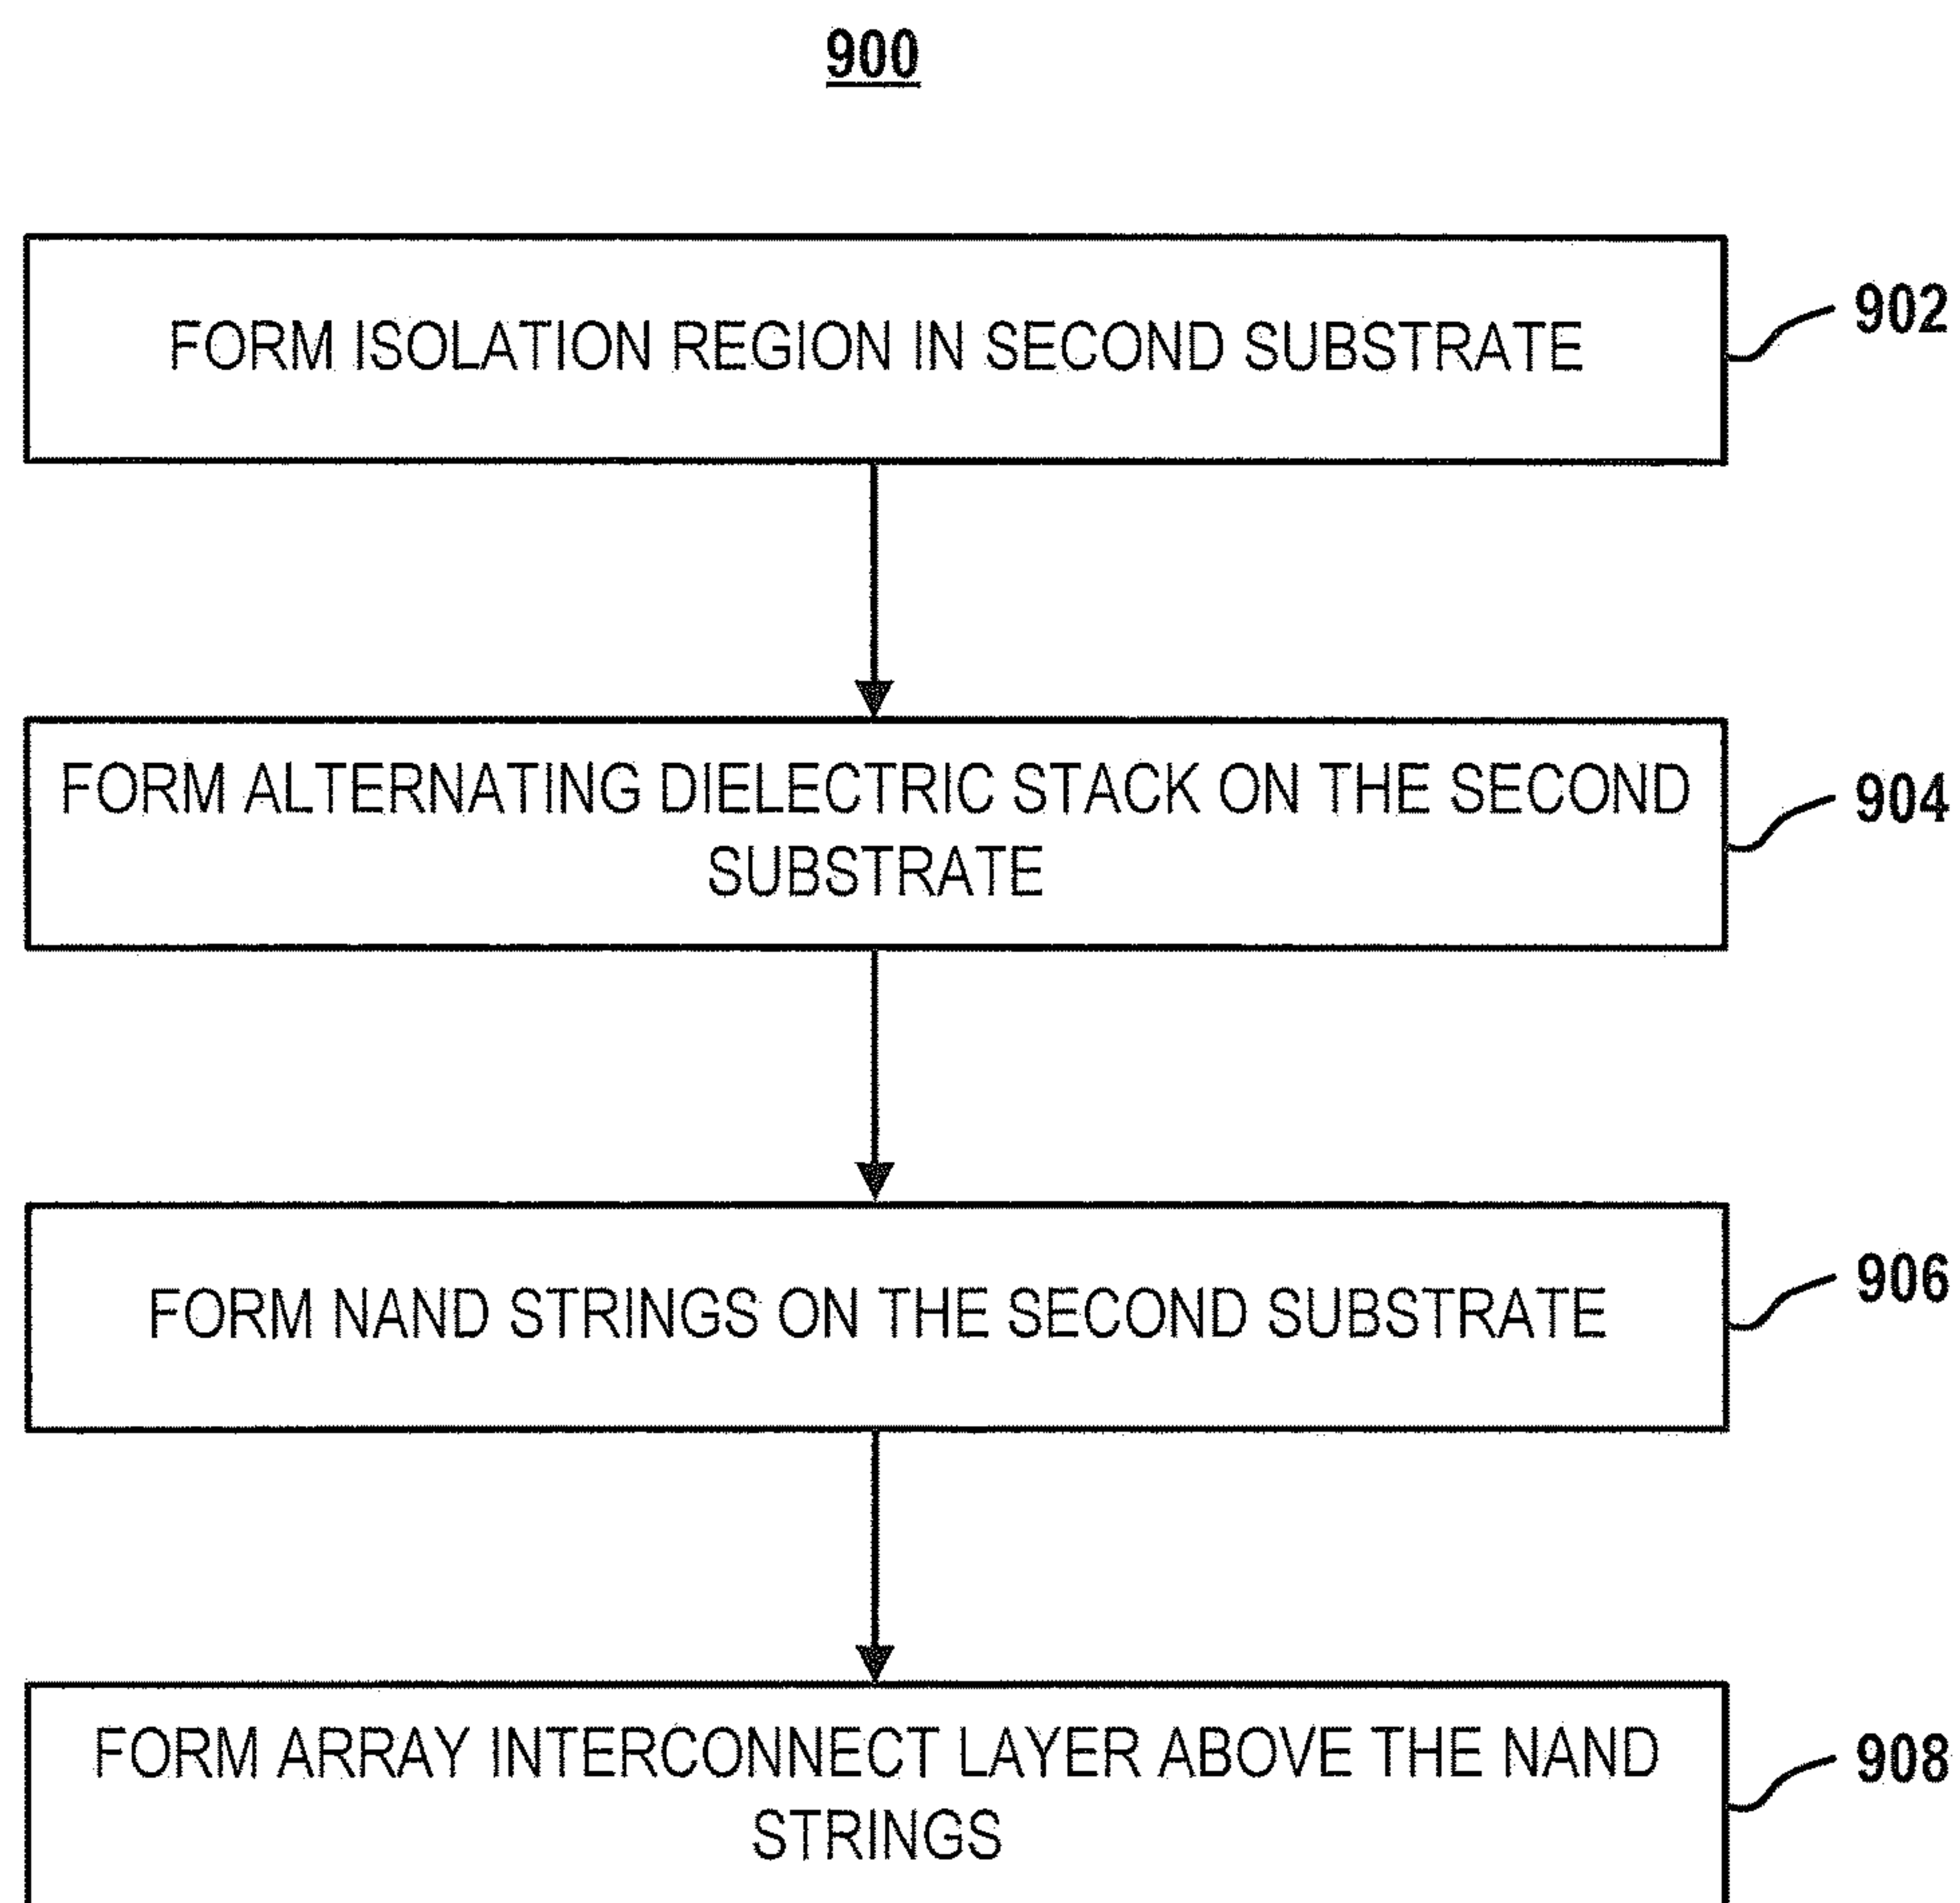 900
FORM ISOLATION REGION IN SECOND SUBSTRATE
902
FORM ALTERNATING DIELECTRIC STACK ON THE SECOND
SUBSTRATE
904
FORM NAND STRINGS ON THE SECOND SUBSTRATE
906
FORM ARRAY INTERCONNECT LAYER ABOVE THE NAND
STRINGS
908